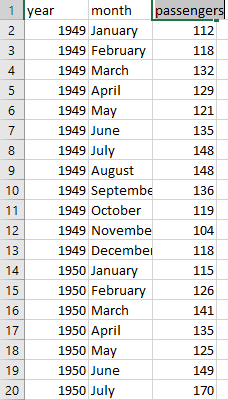 1 year month passengers
2 1949 January 112
3 1949 February 118
4 1949 March 132
5 1949 April 129
6 1949 May 121
7 1949 June 135
8 1949 July 148
9 1949 August 148
10 1949 Septembe 136
11 1949 October 119
12 1949 Novembe 104
13 1949 December 118
14 1950 January 115
15 1950 February 126
16 1950 March 141
17 1950 April 135
18 1950 May 125
19 1950 June 149
20 1950 July 170